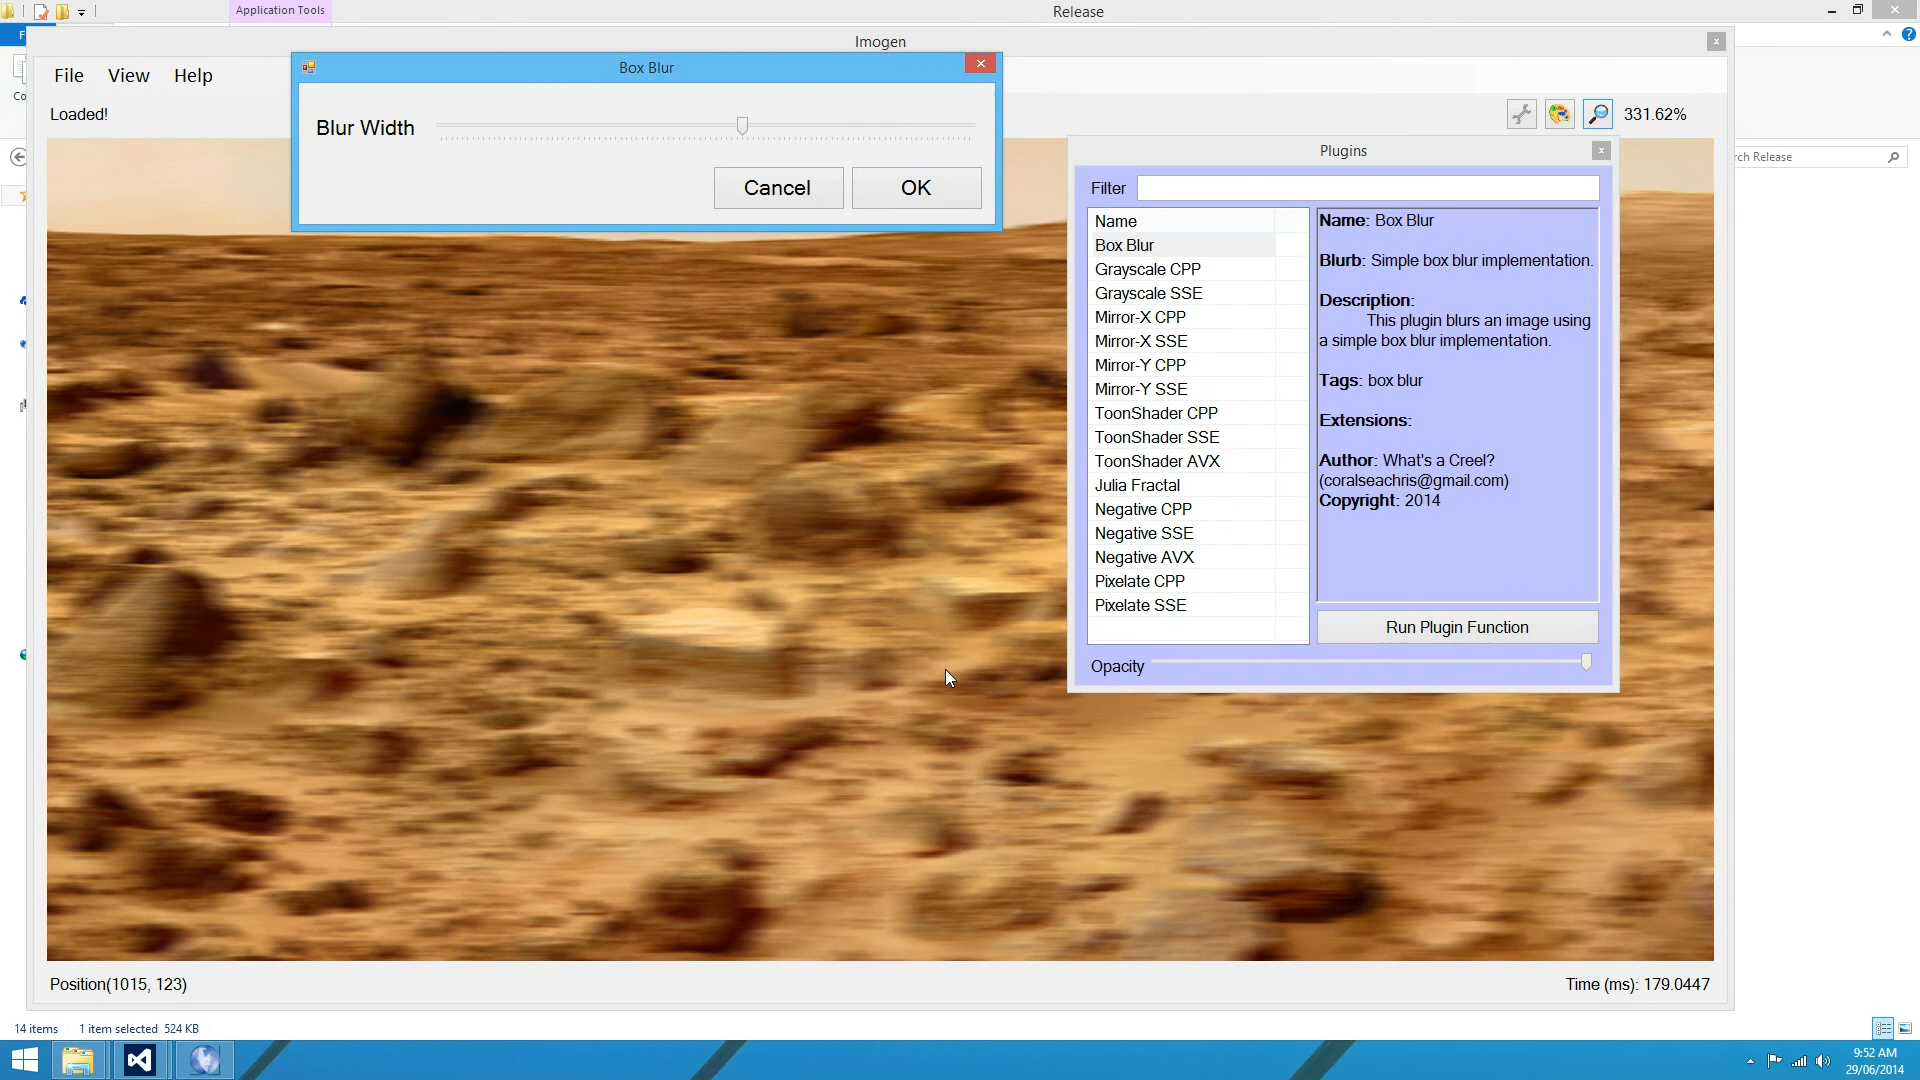 Application Tools
Release
Imogen
File View Help
Loaded!
331.62%
Box Blur
Blur Width
Cancel
OK
Plugins
Filter
Name
Box Blur
Grayscale CPP
Grayscale SSE
Mirror-X CPP
Mirror-X SSE
Mirror-Y CPP
Mirror-Y SSE
ToonShader CPP
ToonShader SSE
ToonShader AVX
Julia Fractal
Negative CPP
Negative SSE
Negative AVX
Pixelate CPP
Pixelate SSE
Name: Box Blur
Blurb: Simple box blur implementation.
Description:
This plugin blurs an image using
a simple box blur implementation.
Tags: box blur
Extensions:
Author: What's a Creel?
(coralseachris@gmail.com)
Copyright: 2014
Run Plugin Function
Opacity
Release
Position(1015, 123)
Time (ms): 179.0447
14 items 1 item selected 524 KB
9:52 AM
29/06/2014